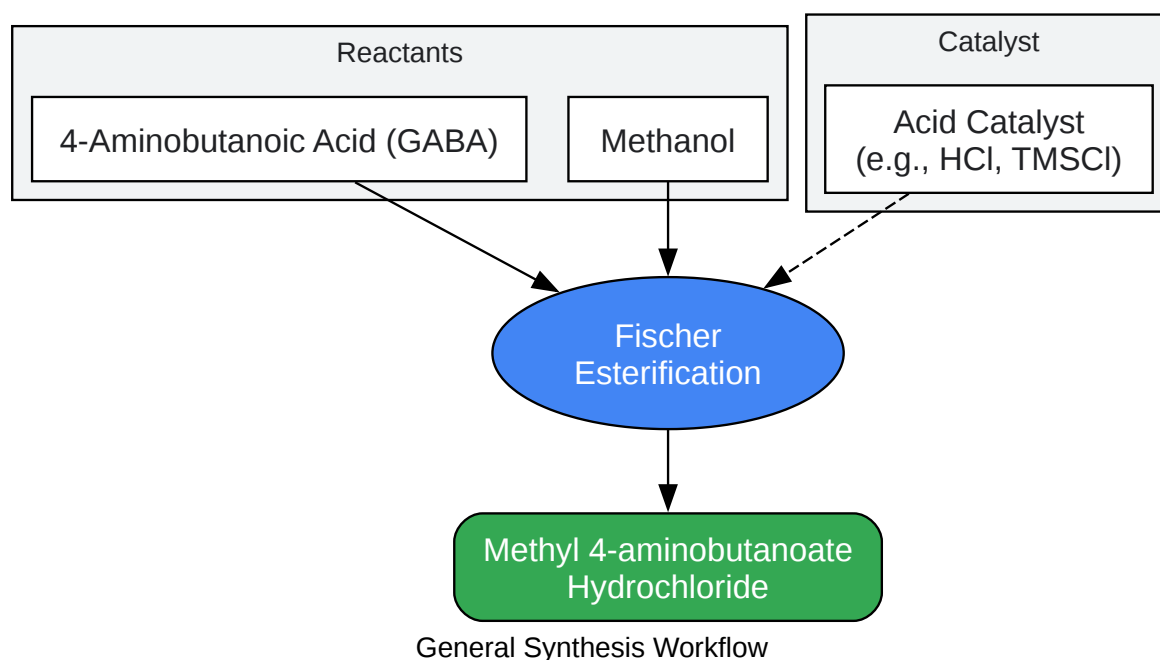 Reactants
Catalyst
4-Aminobutanoic Acid (GABA)
Methanol
Acid Catalyst
(e.g., HCl, TMSCl)
Fischer
Esterification
Methyl 4-aminobutanoate
Hydrochloride
General Synthesis Workflow